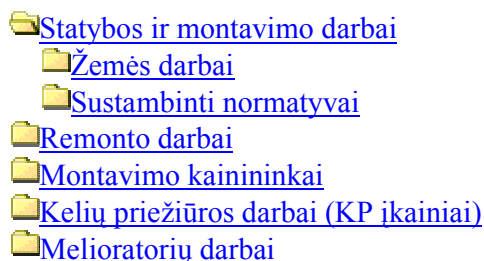 Statybos ir montavimo darbai
Žemės darbai
Sustambinti normatyvai
Remonto darbai
Montavimo kainininkai
Kelių priežiūros darbai (KP įkainiai)
Melioratorių darbai